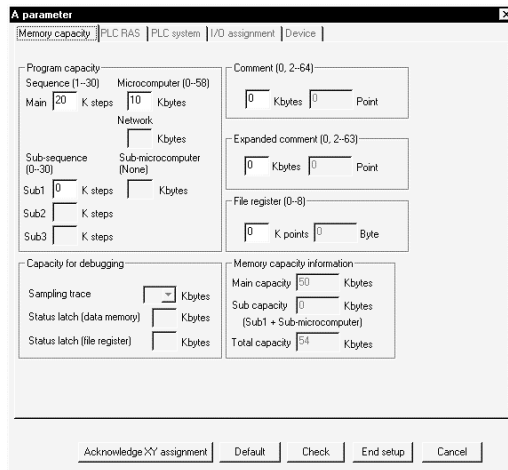 A parameter
Memory capacity PLC RAS PLC system I/O assignment Device
Program capacity
Sequence (1--30) Microcomputer (0--58)
Main 20 K steps 10 Kbytes
Network
Kbytes
Sub-sequence (0--30) Sub-microcomputer (None)
Sub1 0 K steps Kbytes
Sub2 K steps
Sub3 K steps
Comment (0, 2--64)
0 Kbytes 0 Point
Expanded comment (0, 2--63)
0 Kbytes 0 Point
File register (0--8)
0 K points 0 Byte
Capacity for debugging
Sampling trace Kbytes
Status latch (data memory) Kbytes
Status latch (file register) Kbytes
Memory capacity information
Main capacity 50 Kbytes
Sub capacity 0 Kbytes
(Sub1 + Sub-microcomputer)
Total capacity 54 Kbytes
Acknowledge XY assignment Default Check End setup Cancel